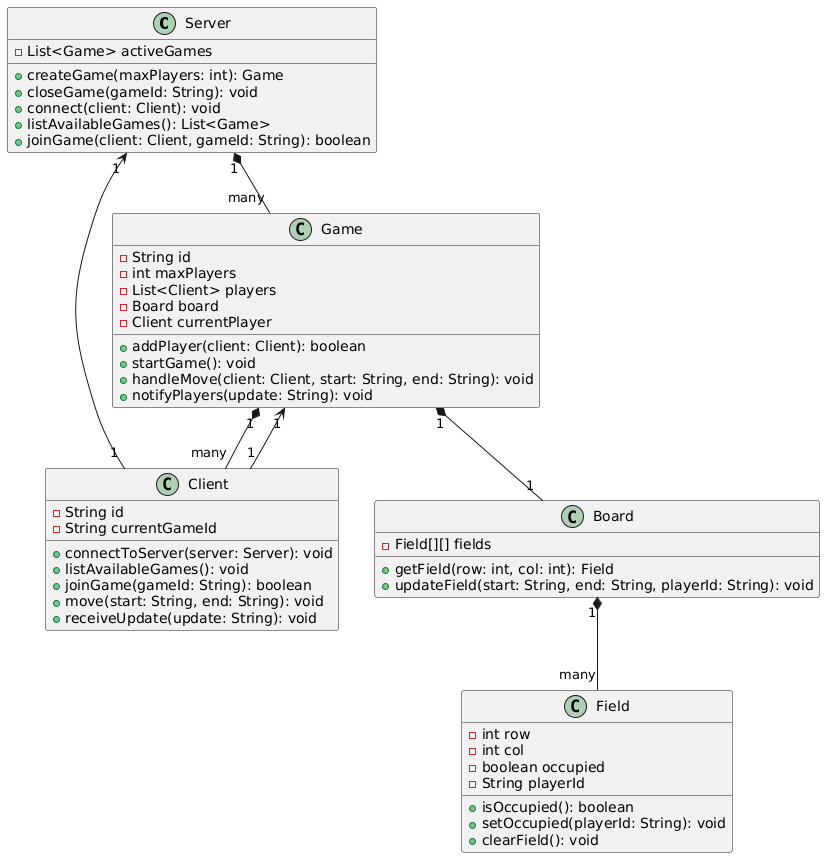 C Server
List<Game> activeGames
createGame(maxPlayers: int): Game
closeGame(gameId: String): void
connect(client: Client): void
listAvailableGames(): List<Game>
joinGame(client: Client, gameId: String): boolean
1
1
many
C Game
String id
int maxPlayers
List<Client> players
Board board
Client currentPlayer
addPlayer(client: Client): boolean
startGame(): void
handleMove(client: Client, start: String, end: String): void
notifyPlayers(update: String): void
1
1
1
1
many
1
1
C Client
String id
String currentGameId
connectToServer(server: Server): void
listAvailableGames(): void
joinGame(gameId: String): boolean
move(start: String, end: String): void
receiveUpdate(update: String): void
C Board
Field[][] fields
getField(row: int, col: int): Field
updateField(start: String, end: String, playerId: String): void
1
many
C Field
int row
int col
boolean occupied
String playerId
isOccupied(): boolean
setOccupied(playerId: String): void
clearField(): void